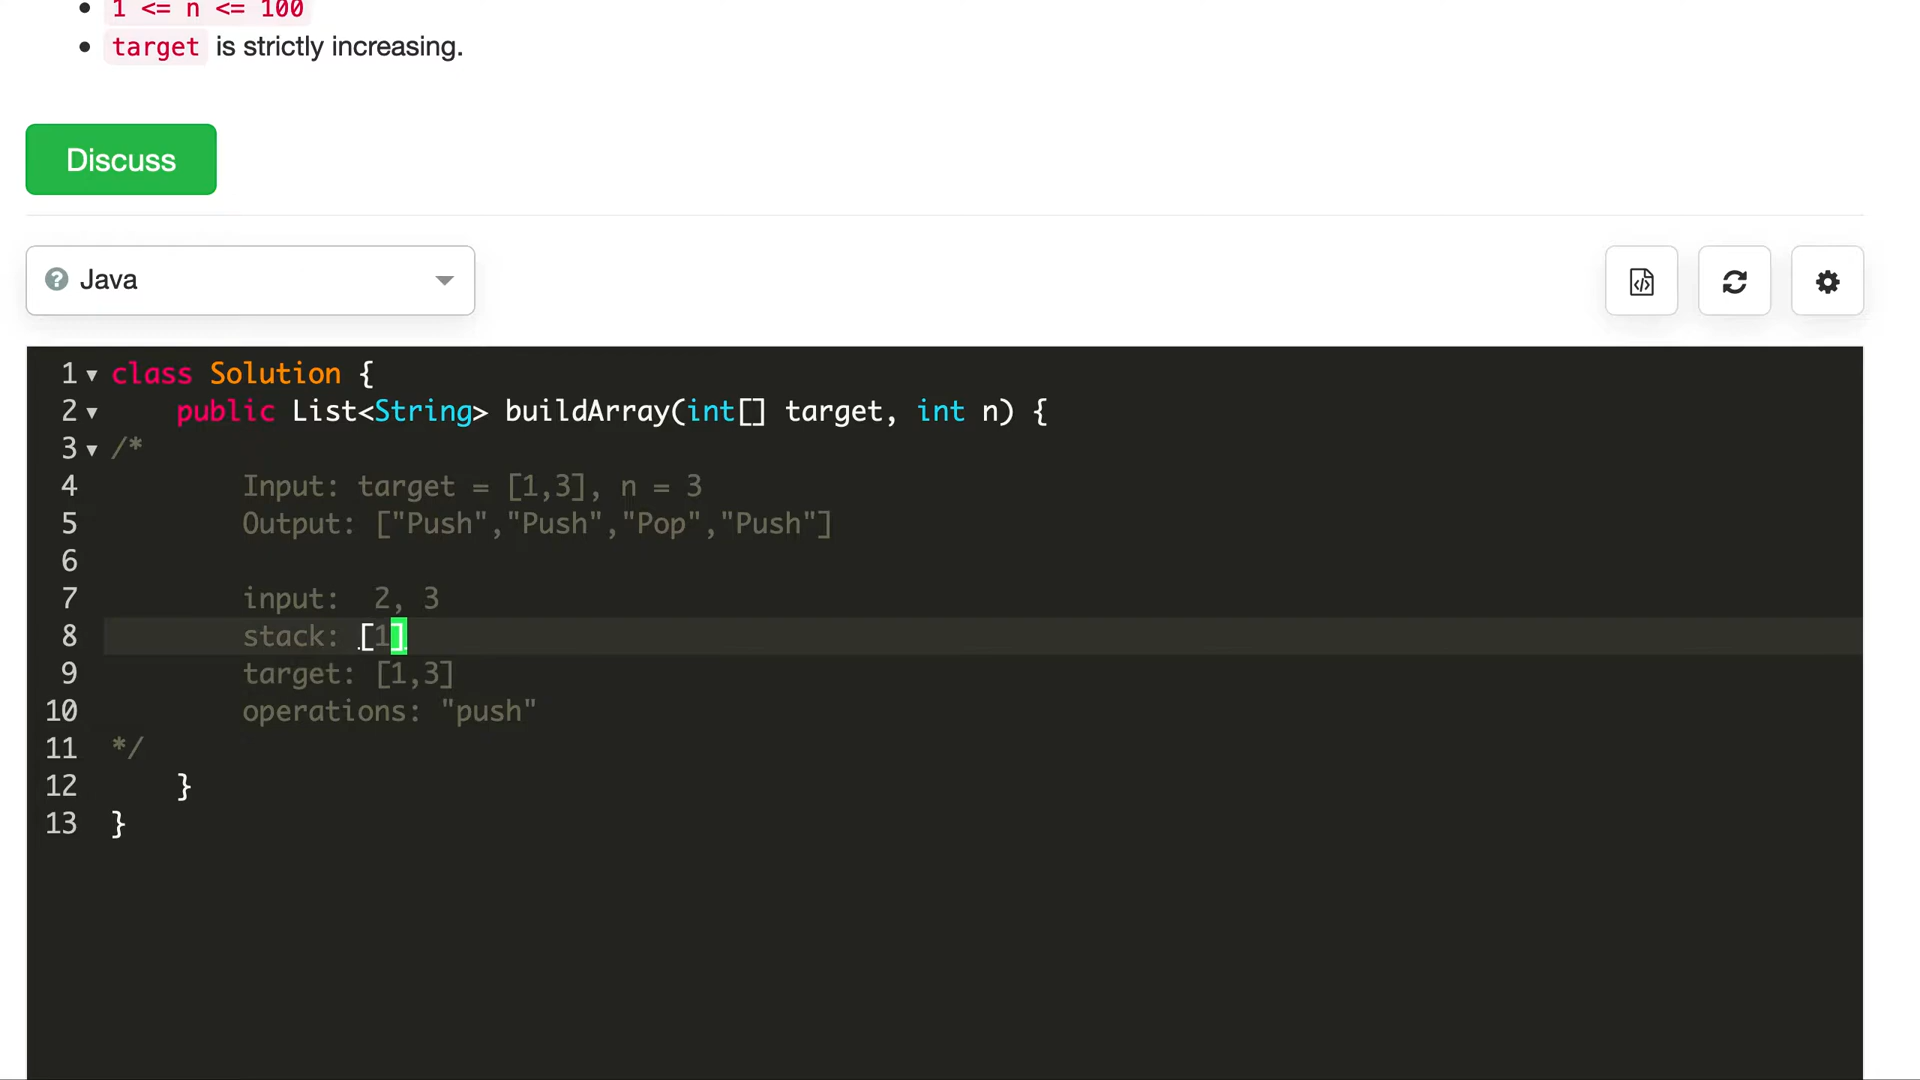 1 <= n <= 100
target is strictly increasing.
Discuss
Java
1 class Solution {
2 public List<String> buildArray(int[] target, int n) {
3 /*
4 Input: target = [1,3], n = 3
5 Output: ["Push","Push","Pop","Push"]
6
7 input:  2, 3
8 stack: [1]
9 target: [1,3]
10 operations: "push"
11 */
12 }
13 }